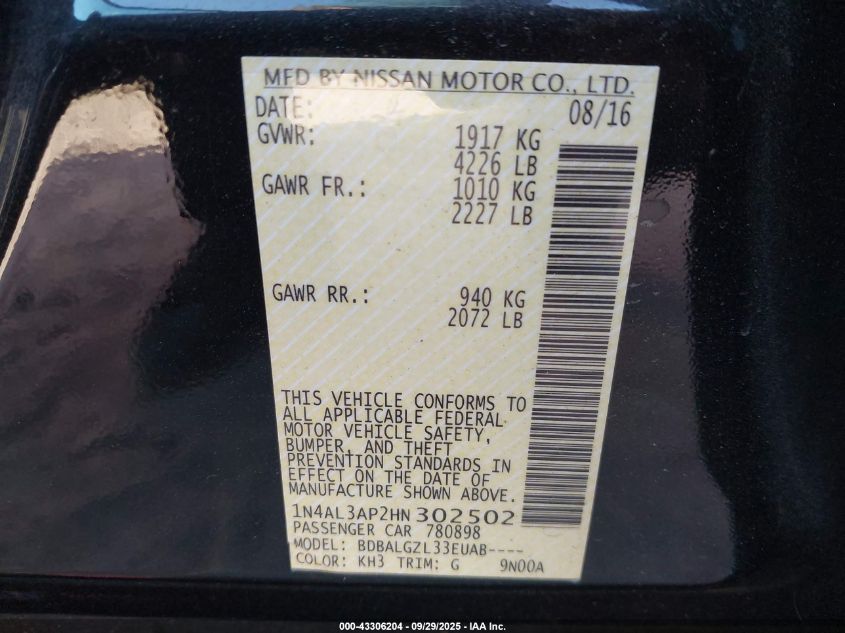 MFD BY NISSAN MOTOR CO., LTD.
DATE: 08/16
GVWR: 1917 KG
4226 LB
GAWR FR.: 1010 KG
2227 LB
GAWR RR.: 940 KG
2072 LB
THIS VEHICLE CONFORMS TO
ALL APPLICABLE FEDERAL
MOTOR VEHICLE SAFETY,
BUMPER, AND THEFT
PREVENTION STANDARDS IN
EFFECT ON THE DATE OF
MANUFACTURE SHOWN ABOVE.
1N4AL3AP2HN302502
PASSENGER CAR 780898
MODEL: BDBALGZL33EUAB----
COLOR: KH3 TRIM: G 9N00A
000-43306204 - 09/29/2025 - IAA Inc.